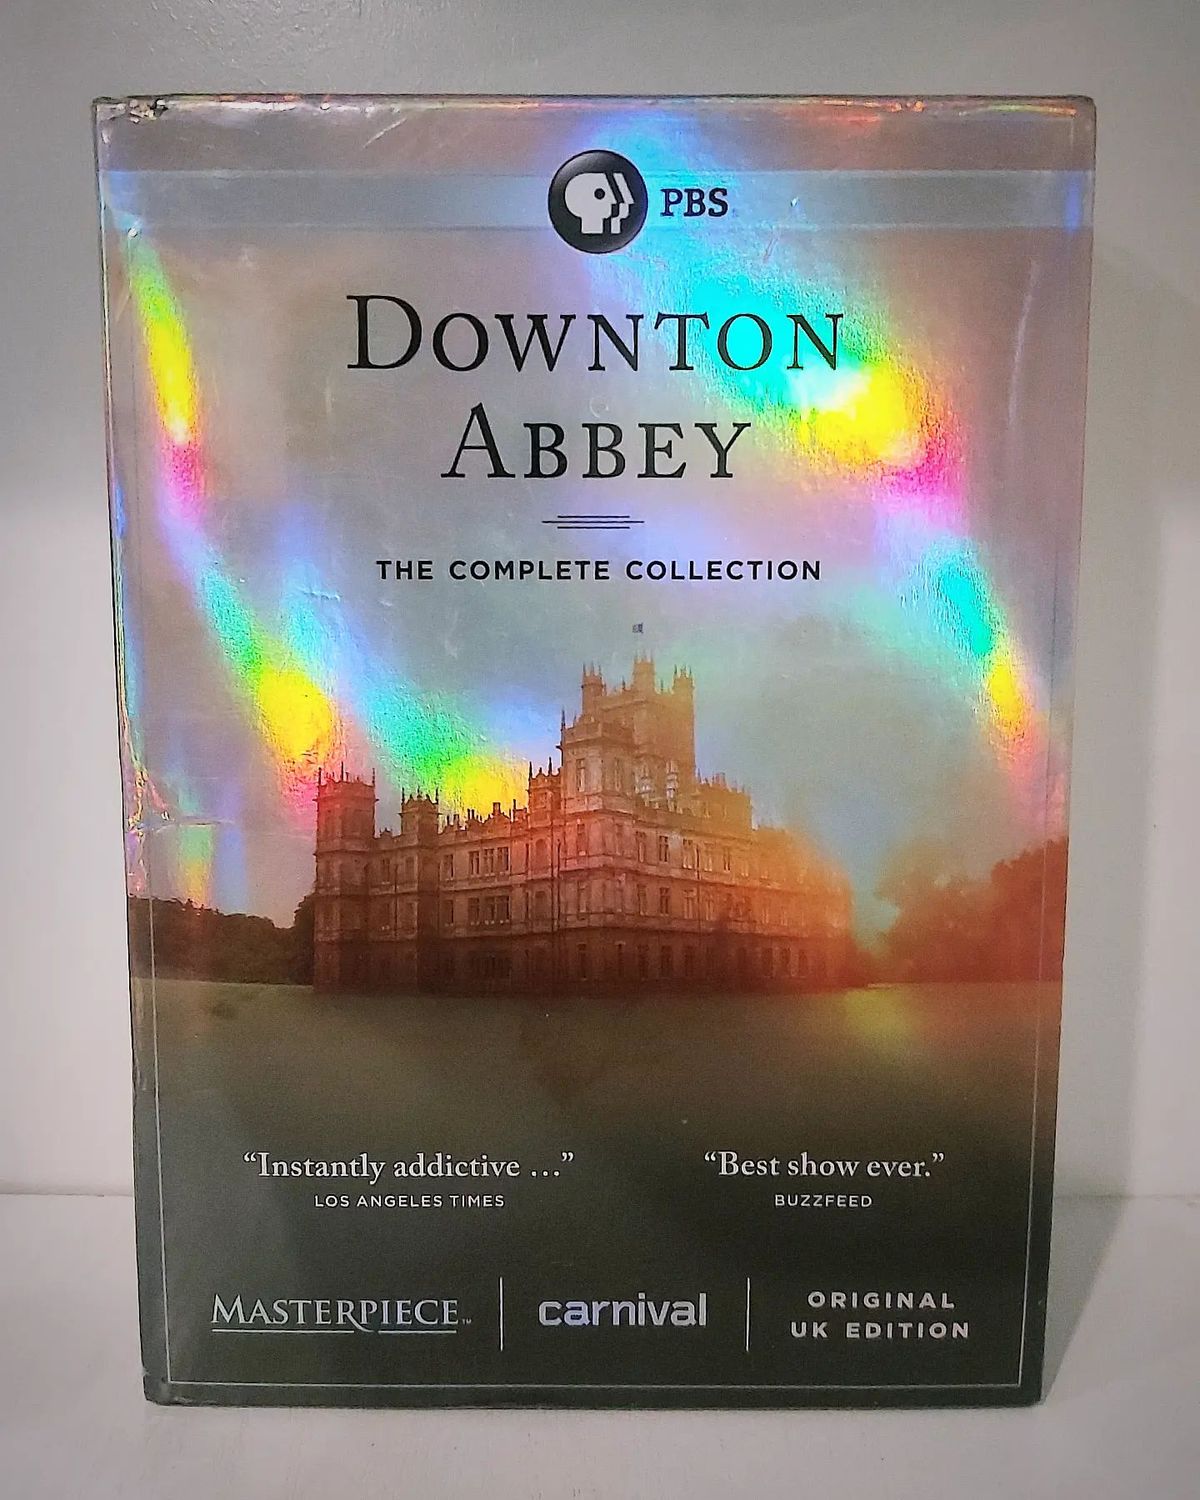 PBS
DOWNTON
ABBEY
THE COMPLETE COLLECTION
“Instantly addictive ...”
LOS ANGELES TIMES
“Best show ever.”
BUZZFEED
MASTERPIECE™
carnival
ORIGINAL
UK EDITION